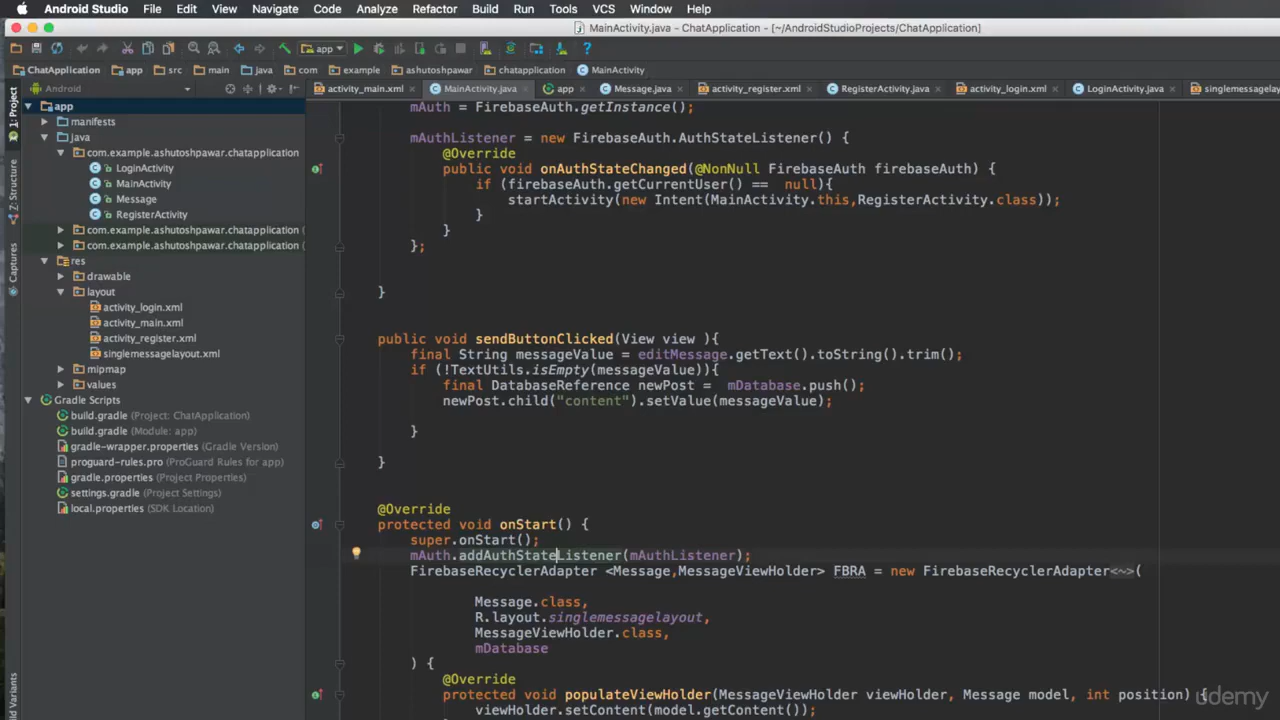 Android Studio File Edit View Navigate Code Analyze Refactor Build Run Tools VCS Window Help
MainActivity.java - ChatApplication - [~/AndroidStudioProjects/ChatApplication]
app
ChatApplication app src main java com example ashutoshpawar chatapplication MainActivity
Android activity_main.xml MainActivity.java app Message.java activity_register.xml RegisterActivity.java activity_login.xml LoginActivity.java singlemessagelayou
1: Project
Z: Structure
Captures
ld Variants
app
manifests
java
com.example.ashutoshpawar.chatapplication
LoginActivity
MainActivity
Message
RegisterActivity
com.example.ashutoshpawar.chatapplication (
com.example.ashutoshpawar.chatapplication (
res
drawable
layout
activity_login.xml
activity_main.xml
activity_register.xml
singlemessagelayout.xml
mipmap
values
Gradle Scripts
build.gradle (Project: ChatApplication)
build.gradle (Module: app)
gradle-wrapper.properties (Gradle Version)
proguard-rules.pro (ProGuard Rules for app)
gradle.properties (Project Properties)
settings.gradle (Project Settings)
local.properties (SDK Location)
mAuth = FirebaseAuth.getInstance();
mAuthListener = new FirebaseAuth.AuthStateListener() {
@Override
public void onAuthStateChanged(@NonNull FirebaseAuth firebaseAuth) {
if (firebaseAuth.getCurrentUser() == null){
startActivity(new Intent(MainActivity.this,RegisterActivity.class));
}
}
};
}
public void sendButtonClicked(View view ){
final String messageValue = editMessage.getText().toString().trim();
if (!TextUtils.isEmpty(messageValue)){
final DatabaseReference newPost = mDatabase.push();
newPost.child("content").setValue(messageValue);
}
}
@Override
protected void onStart() {
super.onStart();
mAuth.addAuthStateListener(mAuthListener);
FirebaseRecyclerAdapter <Message,MessageViewHolder> FBRA = new FirebaseRecyclerAdapter<~>(
Message.class,
R.layout.singlemessagelayout,
MessageViewHolder.class,
mDatabase
) {
@Override
protected void populateViewHolder(MessageViewHolder viewHolder, Message model, int position) {
viewHolder.setContent(model.getContent());
udemy